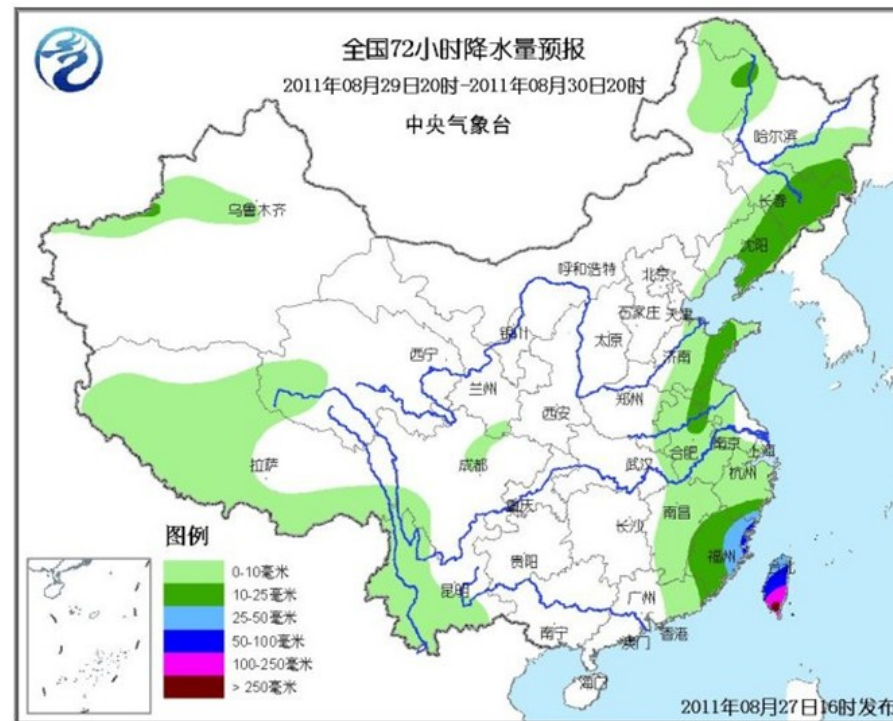 全国72小时降水量预报
2011年08月29日20时-2011年08月30日20时
中央气象台
哈尔滨
长春
乌鲁木齐
沈阳
呼和浩特
北京
天津
石家庄
银川
太原
济南
西宁
兰州
郑州
西安
南京
合肥
上海
拉萨
成都
武汉
杭州
重庆
南昌
长沙
贵阳
福州
台北
昆明
广州
南宁
澳门
香港
海口
图例
0-10毫米
10-25毫米
25-50毫米
50-100毫米
100-250毫米
> 250毫米
2011年08月27日16时发布